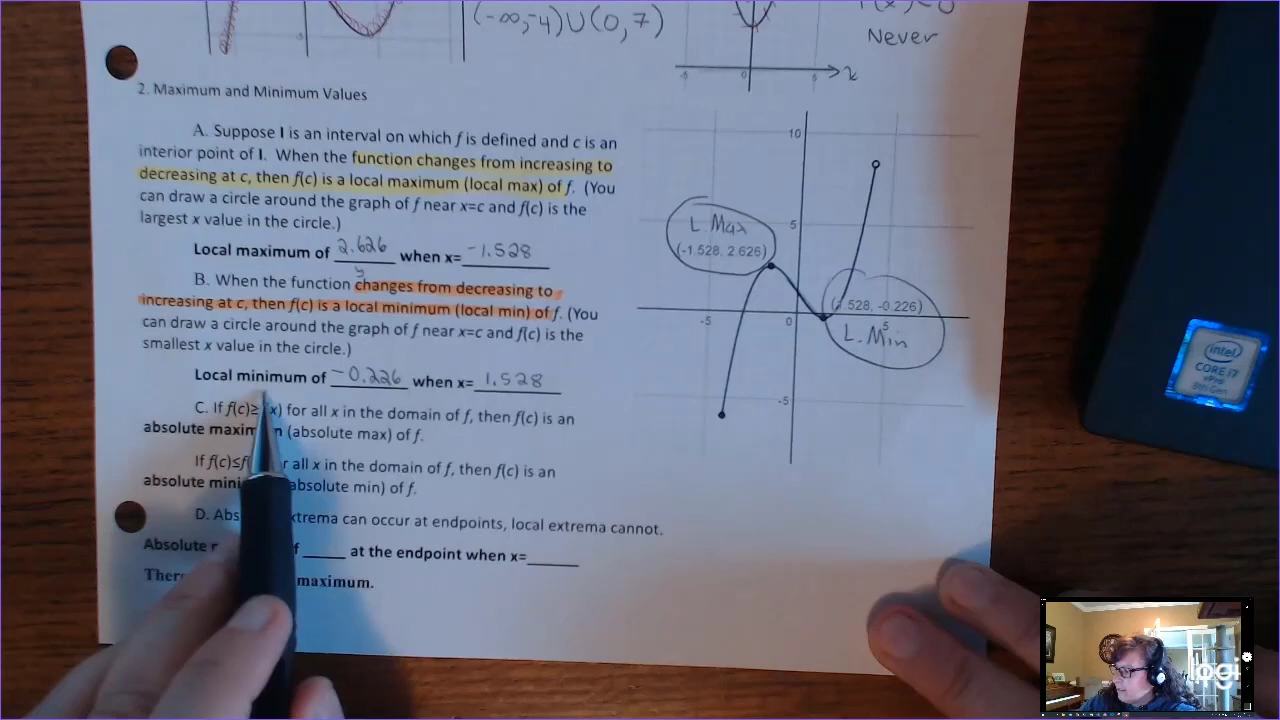 (-∞,-4)∪(0,7)
Never
x
2. Maximum and Minimum Values
A. Suppose I is an interval on which f is defined and c is an
interior point of I. When the function changes from increasing to
decreasing at c, then f(c) is a local maximum (local max) of f. (You
can draw a circle around the graph of f near x=c and f(c) is the
largest x value in the circle.)
Local maximum of 2.626 when x= -1.528
y
B. When the function changes from decreasing to
increasing at c, then f(c) is a local minimum (local min) of f. (You
can draw a circle around the graph of f near x=c and f(c) is the
smallest x value in the circle.)
Local minimum of -0.226 when x= 1.528
C. If f(c)≥ x) for all x in the domain of f, then f(c) is an
absolute maxim n (absolute max) of f.
If f(c)≤f r all x in the domain of f, then f(c) is an
absolute mini absolute min) of f.
D. Abs xtrema can occur at endpoints, local extrema cannot.
Absolute f _____ at the endpoint when x=______
Ther maximum.
10
5
L. Max
(-1.528, 2.626)
-5
0
.528, -0.226)
5
L. Min
-5
intel
CORE i7
vPro
8th Gen
logi